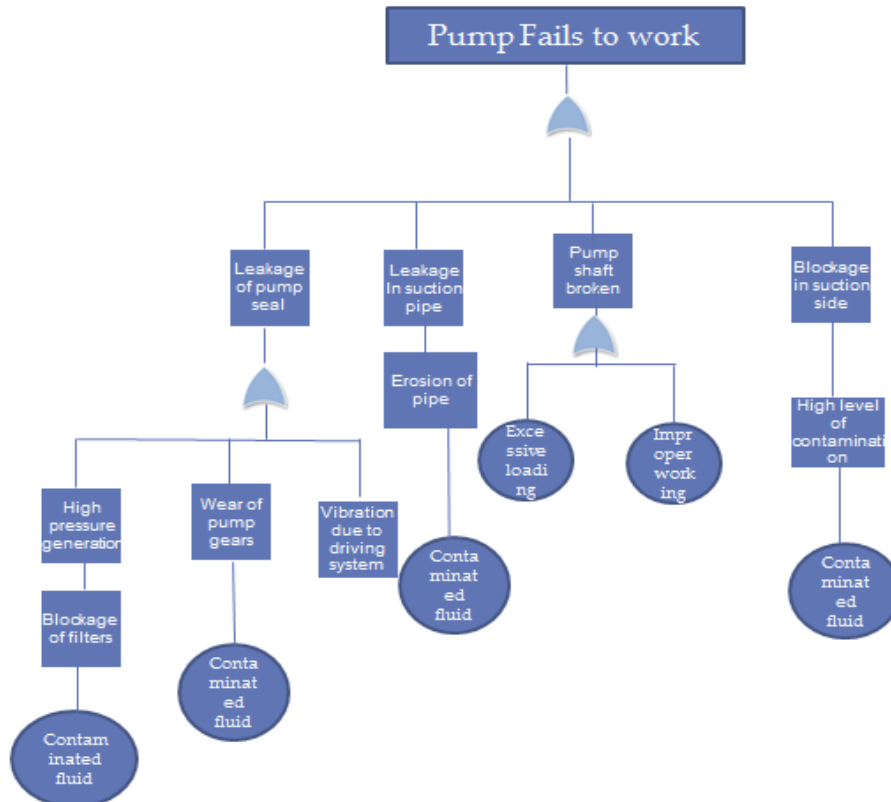 Pump Fails to work
Leakage
of pump
seal
Leakage
In suction
pipe
Pump
shaft
broken
Blockage
in suction
side
Erosion of
pipe
High level
of
contaminati
on
Exce
ssive
loadi
ng
Impr
oper
work
ing
High
pressure
generation
Wear of
pump
gears
Vibration
due to
driving
system
Conta
minat
ed fluid
Conta
minat
ed fluid
Blockage
of filters
Conta
minat
ed fluid
Contam
inated
fluid